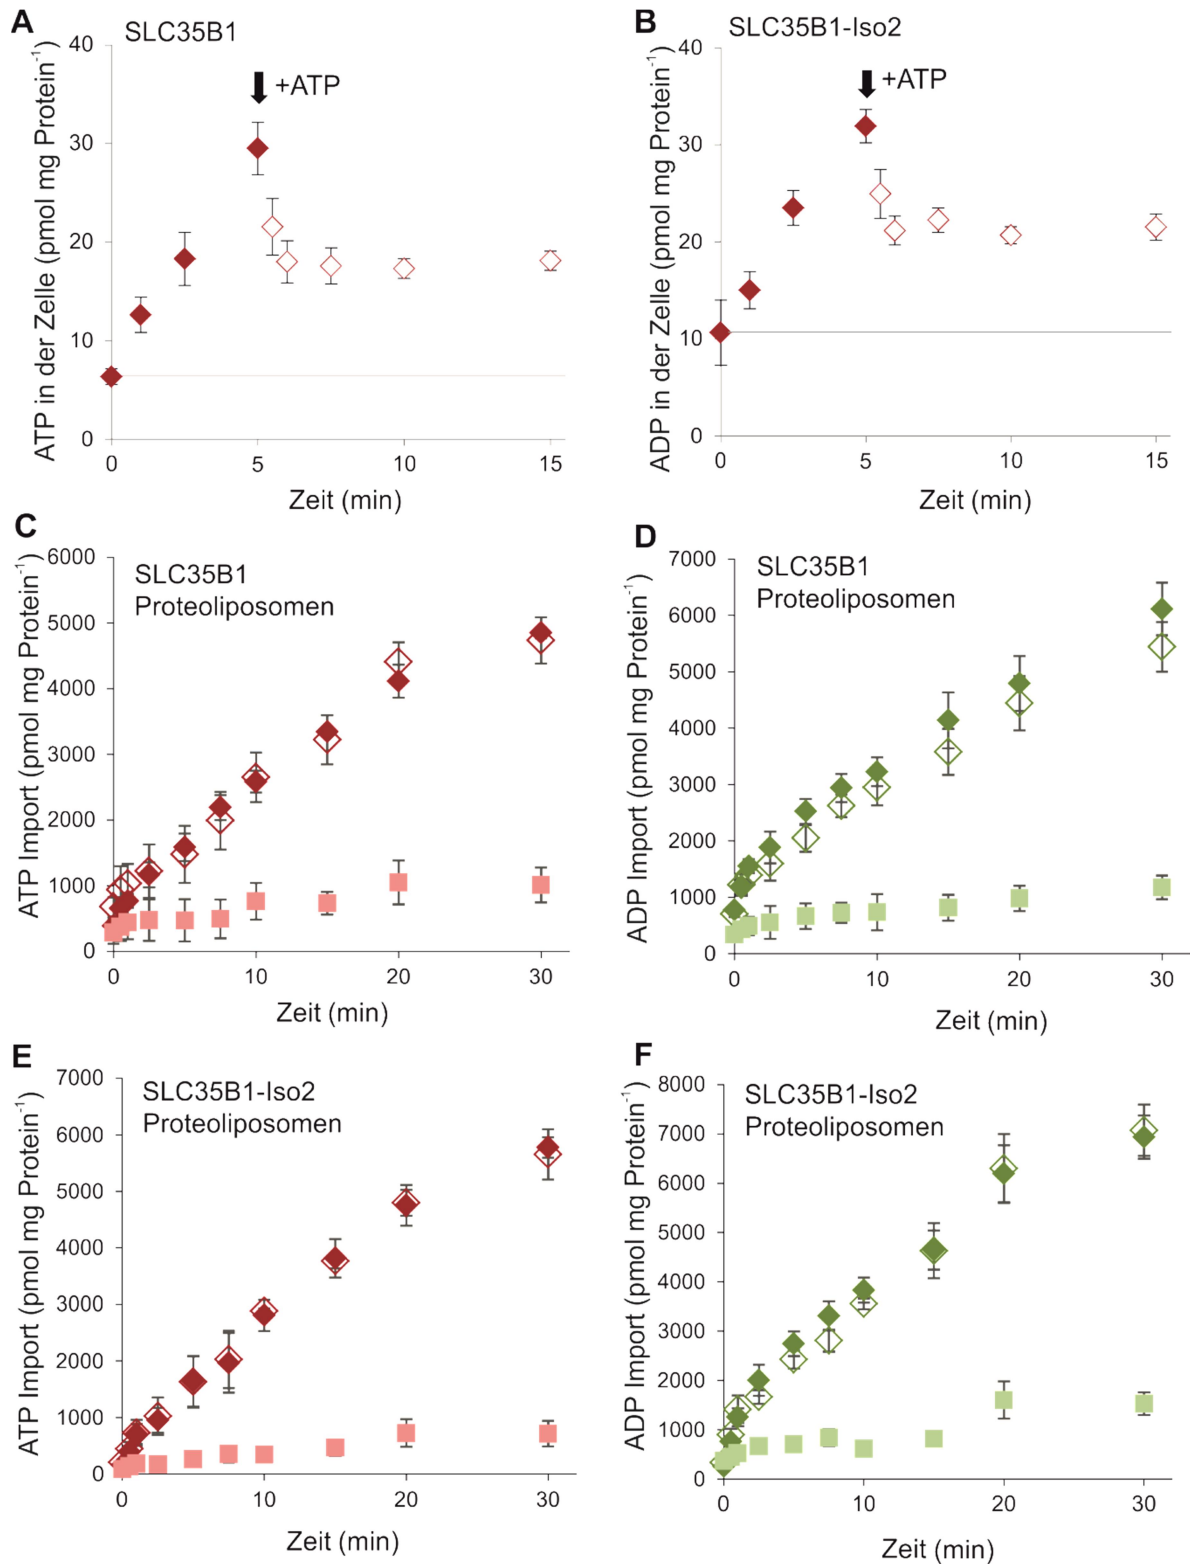 A
SLC35B1
ATP in der Zelle (pmol mg Protein⁻¹)
40
30
20
10
0
+ATP
0 5 10 15
Zeit (min)
B
SLC35B1-Iso2
ADP in der Zelle (pmol mg Protein⁻¹)
40
30
20
10
0
+ATP
0 5 10 15
Zeit (min)
C
SLC35B1
Proteoliposomen
ATP Import (pmol mg Protein⁻¹)
6000
5000
4000
3000
2000
1000
0
0 10 20 30
Zeit (min)
D
SLC35B1
Proteoliposomen
ADP Import (pmol mg Protein⁻¹)
7000
6000
5000
4000
3000
2000
1000
0
0 10 20 30
Zeit (min)
E
SLC35B1-Iso2
Proteoliposomen
ATP Import (pmol mg Protein⁻¹)
7000
6000
5000
4000
3000
2000
1000
0
0 10 20 30
Zeit (min)
F
SLC35B1-Iso2
Proteoliposomen
ADP Import (pmol mg Protein⁻¹)
8000
7000
6000
5000
4000
3000
2000
1000
0
0 10 20 30
Zeit (min)